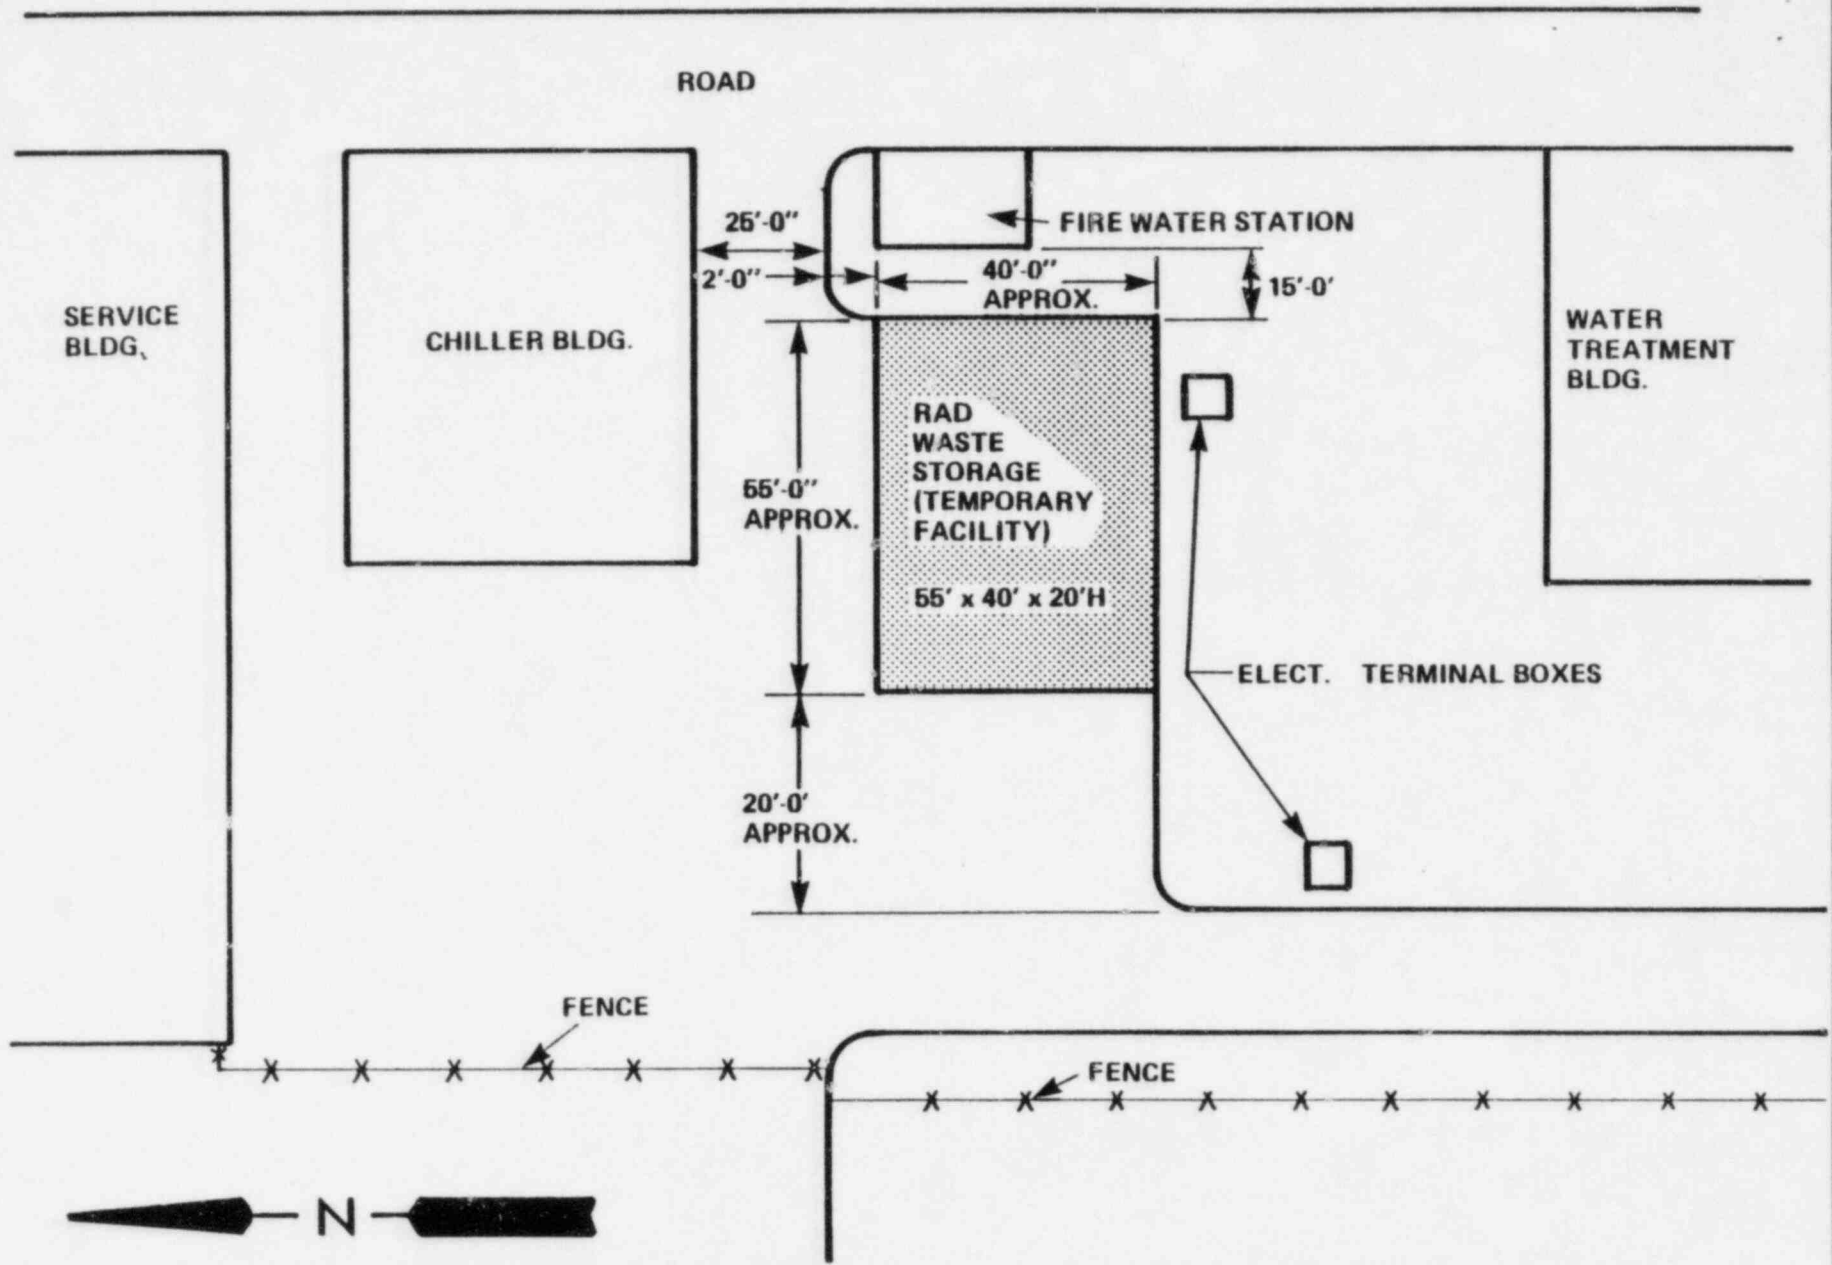 ROAD
25'-0"
FIRE WATER STATION
2'-0"
40'-0"
APPROX.
15'-0'
SERVICE
BLDG.
CHILLER BLDG.
WATER
TREATMENT
BLDG.
RAD
WASTE
STORAGE
(TEMPORARY
FACILITY)
55'-0"
APPROX.
55' x 40' x 20'H
ELECT. TERMINAL BOXES
20'-0'
APPROX.
FENCE
X X X X X X X X
FENCE
X X X X X X X X X X
N